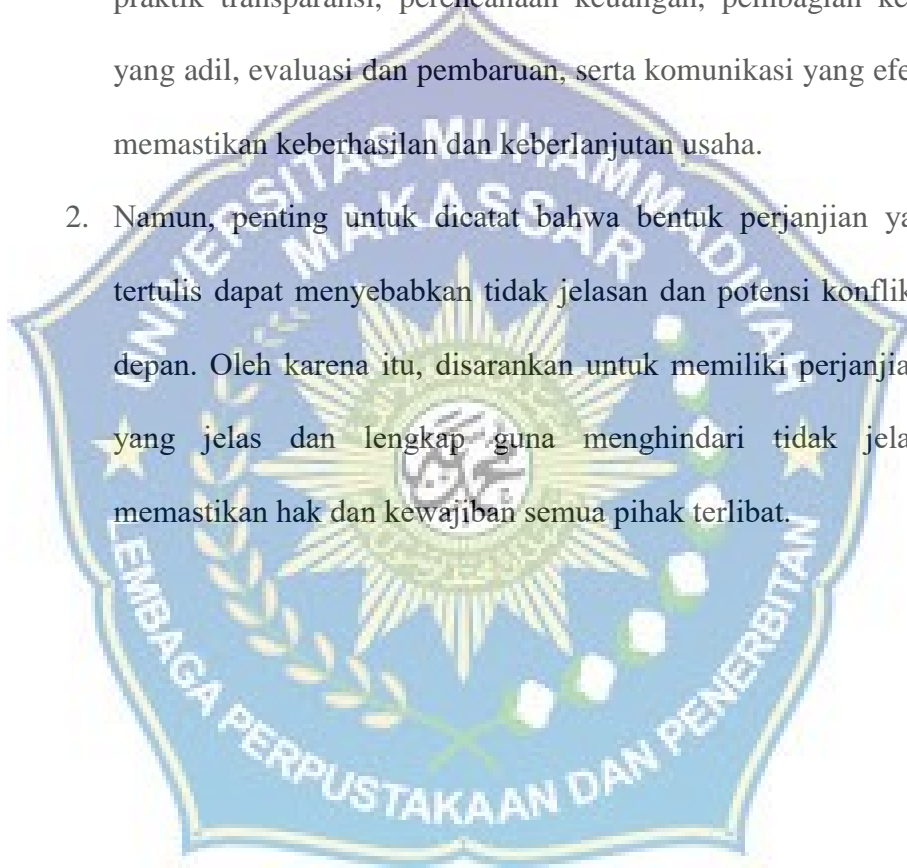 praktik transparansi, perencanaan keuangan, pembagian ke
yang adil, evaluasi dan pembaruan, serta komunikasi yang efe
memastikan keberhasilan dan keberlanjutan usaha.
2. Namun, penting untuk dicatat bahwa bentuk perjanjian ya
tertulis dapat menyebabkan tidak jelasan dan potensi konflik
depan. Oleh karena itu, disarankan untuk memiliki perjanjia
yang jelas dan lengkap guna menghindari tidak jela
memastikan hak dan kewajiban semua pihak terlibat.
UNIVERSITAS MUHAMMADIYAH
MAKASSAR
LEMBAGA PERPUSTAKAAN DAN PENERBITAN